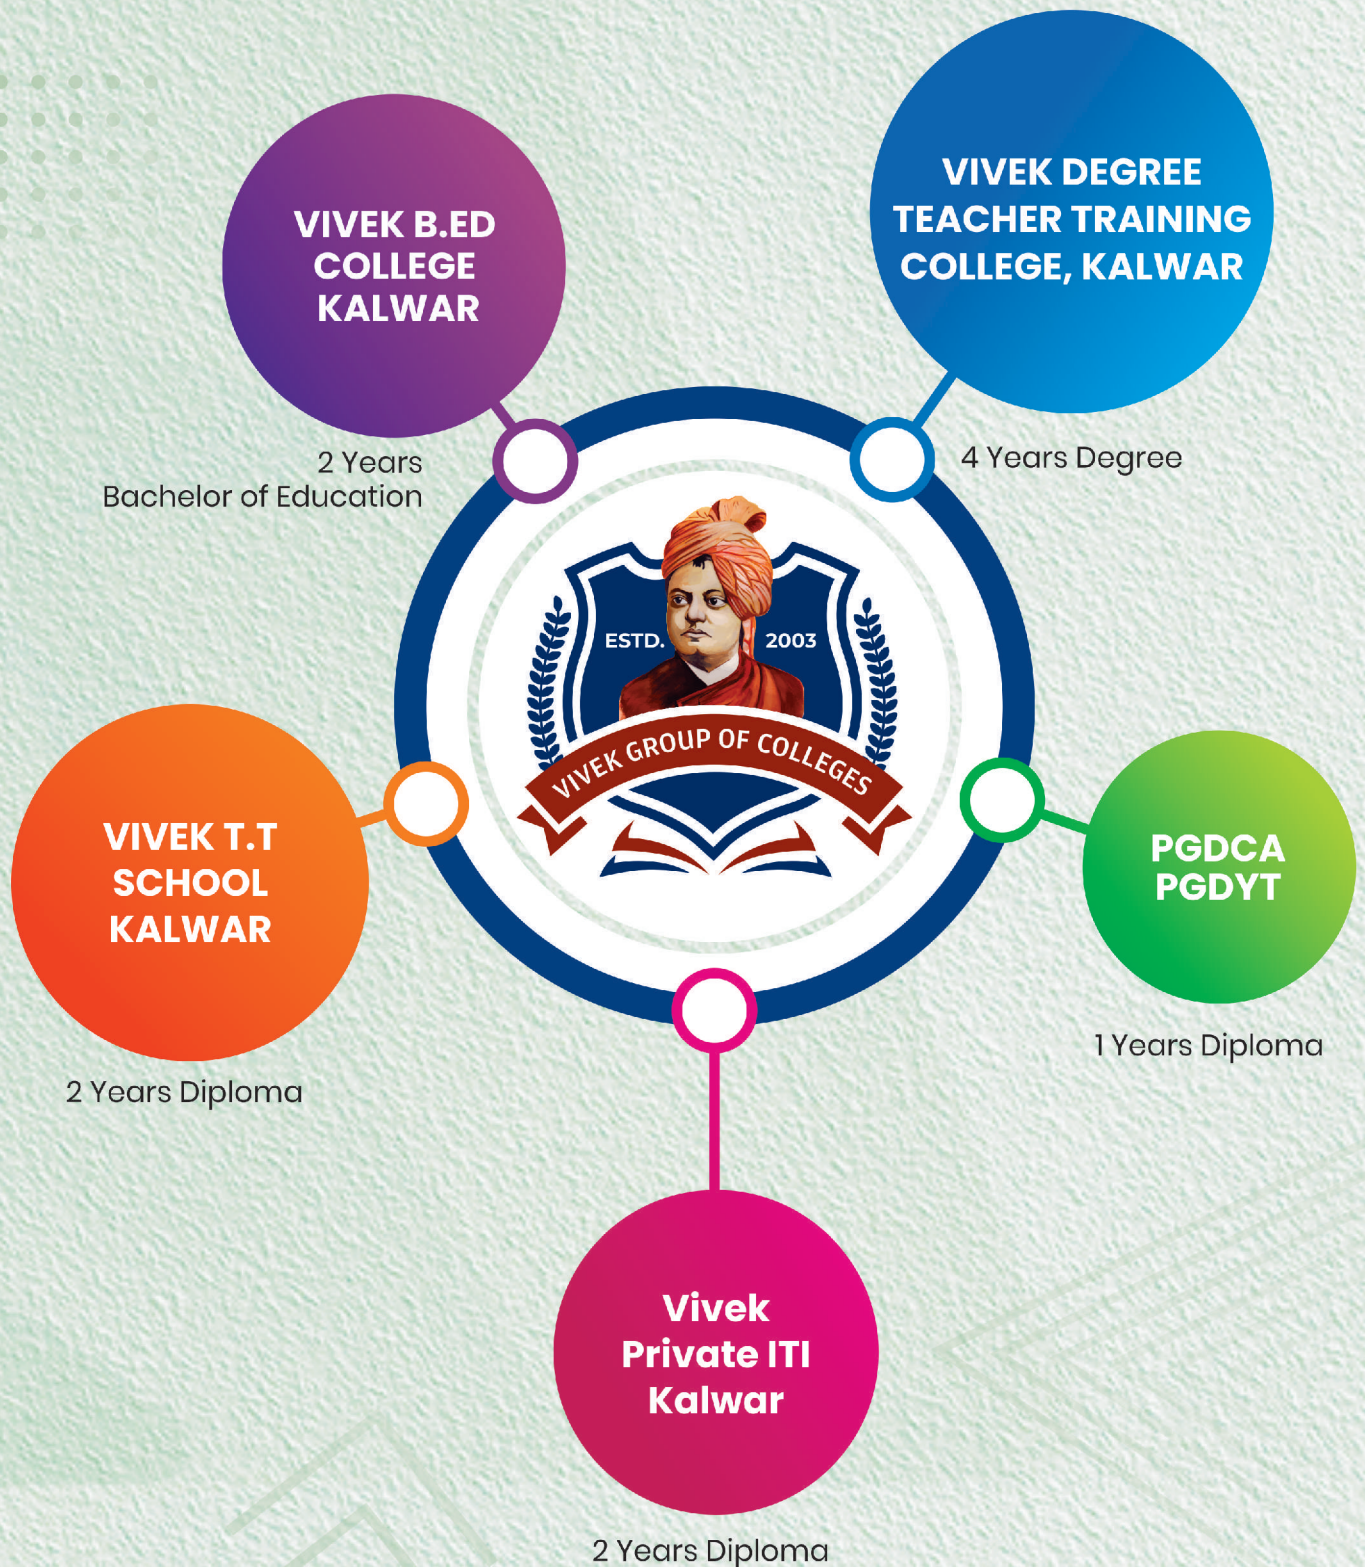 VIVEK B.ED
COLLEGE
KALWAR
2 Years
Bachelor of Education
VIVEK DEGREE
TEACHER TRAINING
COLLEGE, KALWAR
4 Years Degree
ESTD. 2003
VIVEK GROUP OF COLLEGES
VIVEK T.T
SCHOOL
KALWAR
2 Years Diploma
PGDCA
PGDYT
1 Years Diploma
Vivek
Private ITI
Kalwar
2 Years Diploma